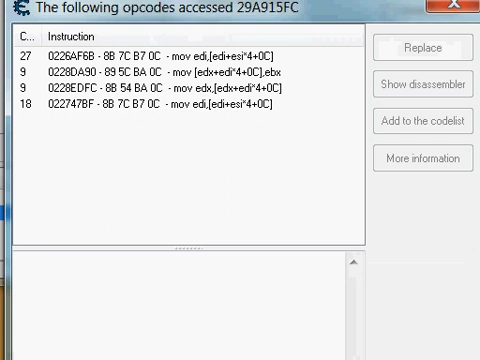 The following opcodes accessed 29A915FC
C... Instruction
27 0226AF6B - 8B 7C B7 0C - mov edi,[edi+esi*4+0C]
9 0228DA90 - 89 5C BA 0C - mov [edx+edi*4+0C],ebx
9 0228EDFC - 8B 54 BA 0C - mov edx,[edx+edi*4+0C]
18 022747BF - 8B 7C B7 0C - mov edi,[edi+esi*4+0C]
Replace
Show disassembler
Add to the codelist
More information